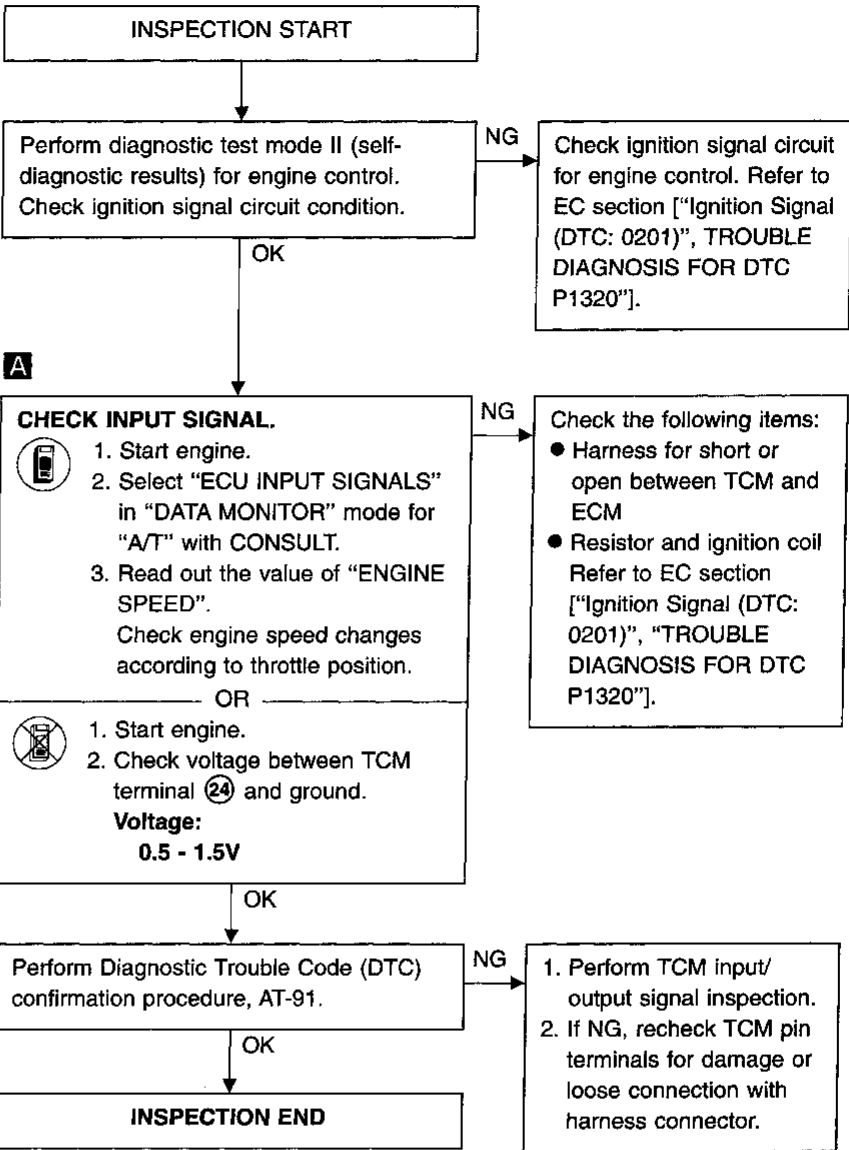 INSPECTION START
Perform diagnostic test mode II (self-
diagnostic results) for engine control.
Check ignition signal circuit condition.
NG
Check ignition signal circuit
for engine control. Refer to
EC section ["Ignition Signal
(DTC: 0201)", TROUBLE
DIAGNOSIS FOR DTC
P1320"].
OK
A
CHECK INPUT SIGNAL.
1. Start engine.
2. Select "ECU INPUT SIGNALS"
in "DATA MONITOR" mode for
"A/T" with CONSULT.
3. Read out the value of "ENGINE
SPEED".
Check engine speed changes
according to throttle position.
OR
1. Start engine.
2. Check voltage between TCM
terminal 24 and ground.
Voltage:
0.5 - 1.5V
NG
Check the following items:
● Harness for short or
open between TCM and
ECM
● Resistor and ignition coil
Refer to EC section
["Ignition Signal (DTC:
0201)", "TROUBLE
DIAGNOSIS FOR DTC
P1320"].
OK
Perform Diagnostic Trouble Code (DTC)
confirmation procedure, AT-91.
NG
1. Perform TCM input/
output signal inspection.
2. If NG, recheck TCM pin
terminals for damage or
loose connection with
harness connector.
OK
INSPECTION END